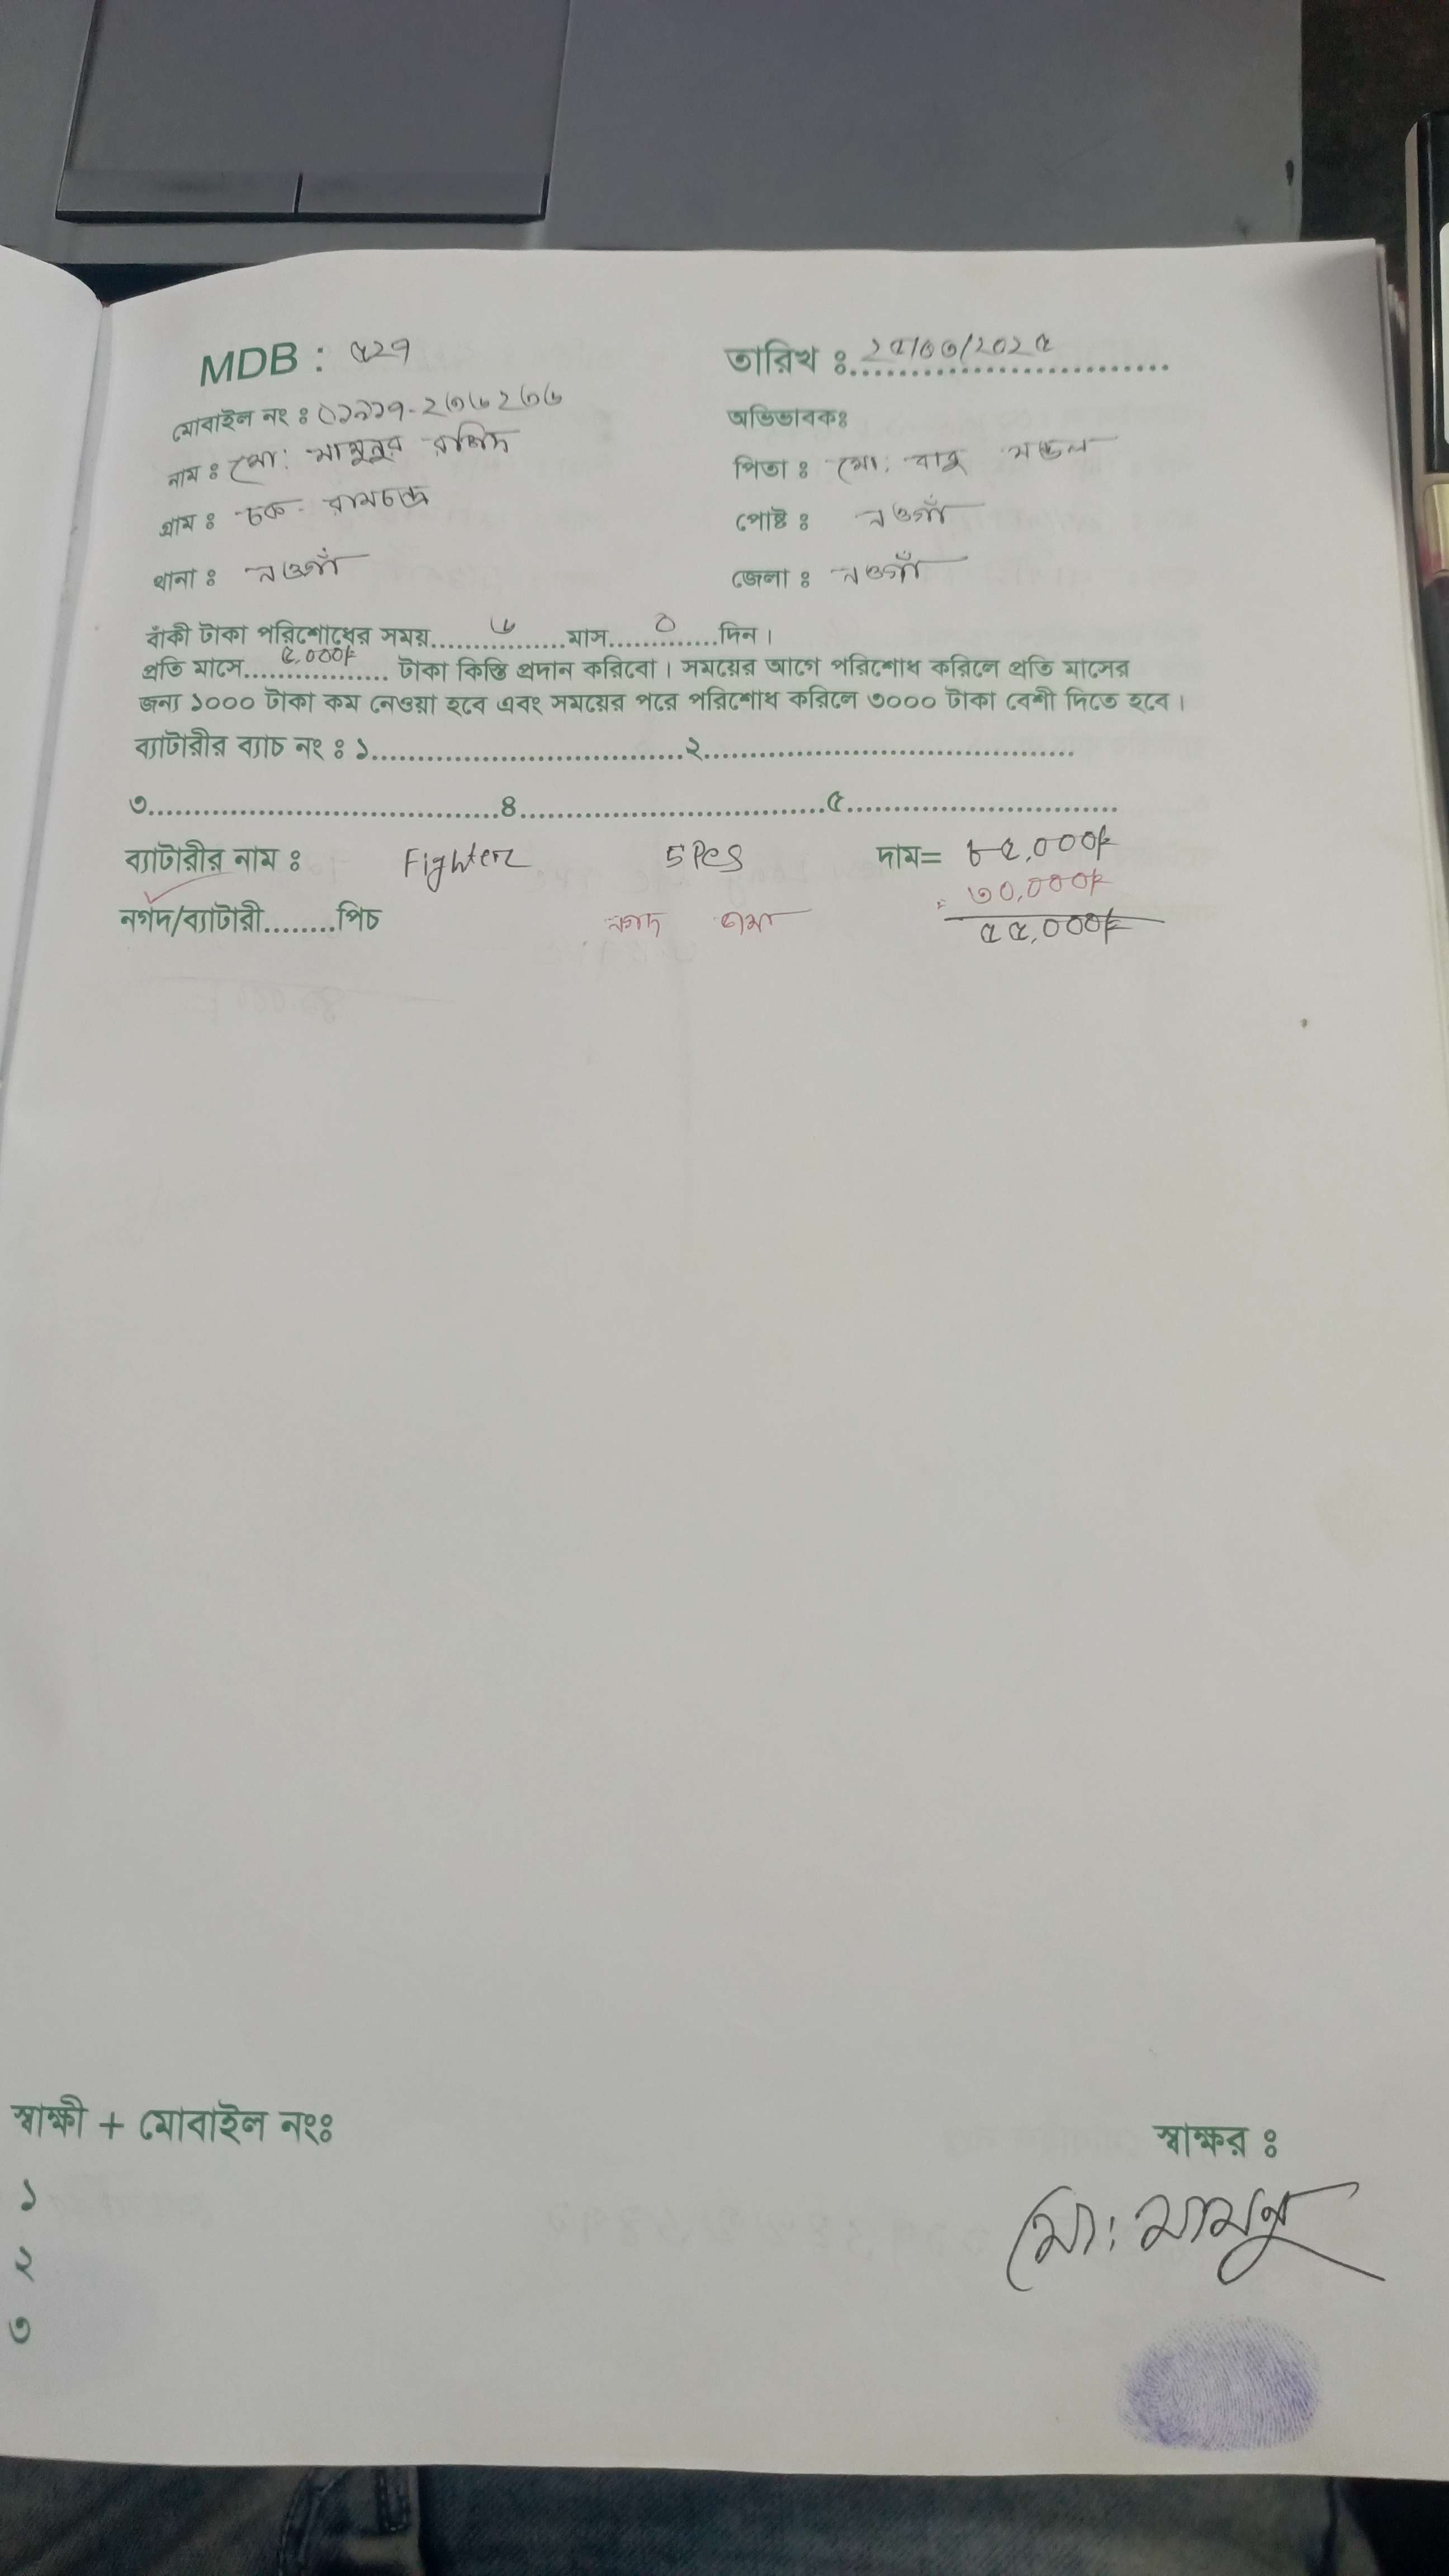 MDB : ৫২৭
তারিখ ঃ ২৫/০৩/২০২৫
মোবাইল নং ঃ ০১৯১৭-২৩৬২৩৬
অভিভাবকঃ
নাম ঃ মো: মামুনুর রশিদ
পিতা ঃ মো: বাবু মন্ডল
গ্রাম ঃ চক- রামচন্দ্র
পোষ্ট ঃ নওগাঁ
থানা ঃ নওগাঁ
জেলা ঃ নওগাঁ
বাঁকী টাকা পরিশোধের সময়......৬......মাস......০......দিন।
প্রতি মাসে......৫,০০০/-...... টাকা কিস্তি প্রদান করিবো। সময়ের আগে পরিশোধ করিলে প্রতি মাসের
জন্য ১০০০ টাকা কম নেওয়া হবে এবং সময়ের পরে পরিশোধ করিলে ৩০০০ টাকা বেশী দিতে হবে।
ব্যাটারীর ব্যাচ নং ঃ ১..................২..................
৩..................৪..................৫..................
ব্যাটারীর নাম ঃ Fighter 5 Pcs দাম= ৮৫,০০০/-
৩০,০০০/-
নগদ/ব্যাটারী........পিচ নগদ জমা ৫৫,০০০/-
স্বাক্ষী + মোবাইল নংঃ
স্বাক্ষর ঃ
১
মো: মামুন
২
৩